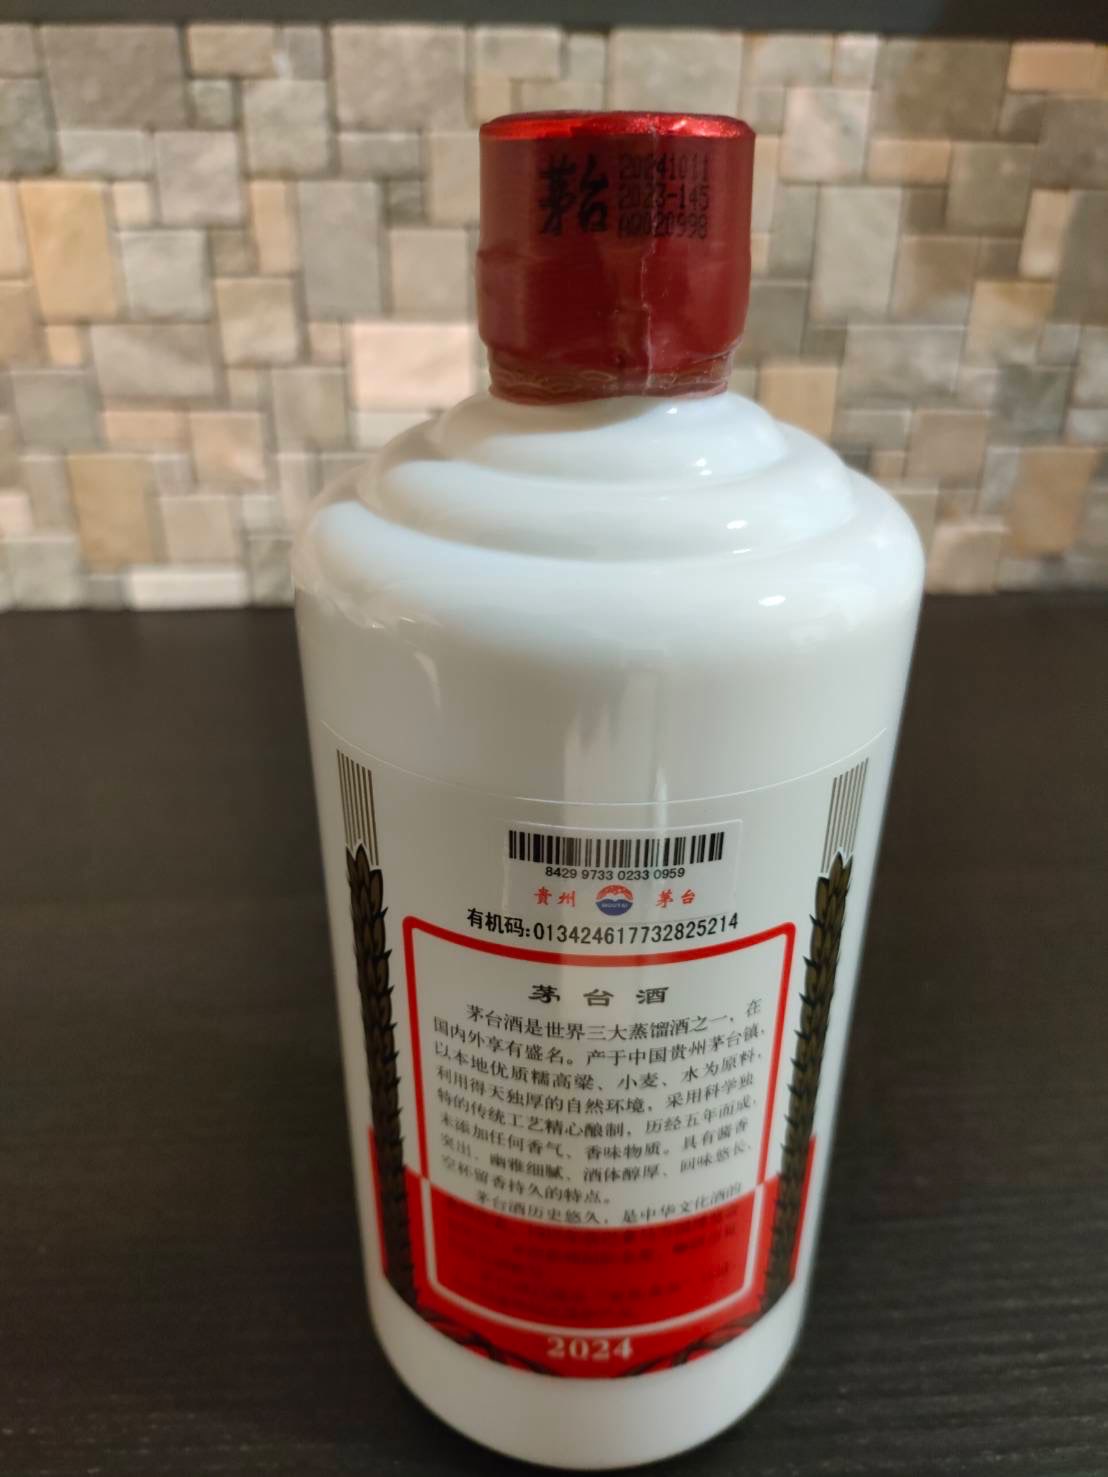 茅台
20241011
2023-145
A2020998
8429 9733 0233 0959
貴州 MOUTAI 茅台
有机码:013424617732825214
茅台酒
茅台酒是世界三大蒸馏酒之一，在
国内外享有盛名。产于中国贵州茅台镇，
以本地优质糯高粱、小麦、水为原料，
利用得天独厚的自然环境，采用科学独
特的传统工艺精心酿制，历经五年而成，
未添加任何香气、香味物质。具有酱香
突出、幽雅细腻、酒体醇厚、回味悠长、
空杯留香持久的特点。
茅台酒历史悠久，是中华文化酒的
2024